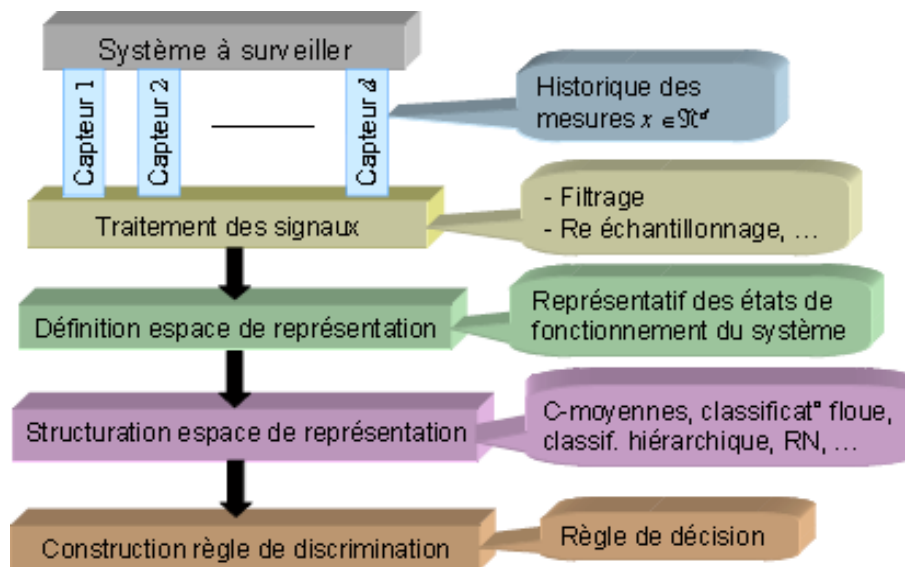 Système à surveiller
Capteur 1
Capteur 2
Capteur d
Historique des
mesures x ∈ ℜᵈ
Traitement des signaux
- Filtrage
- Re échantillonnage, ...
Définition espace de représentation
Représentatif des états de
fonctionnement du système
Structuration espace de représentation
C-moyennes, classificat° floue,
classif. hiérarchique, RN, ...
Construction règle de discrimination
Règle de décision